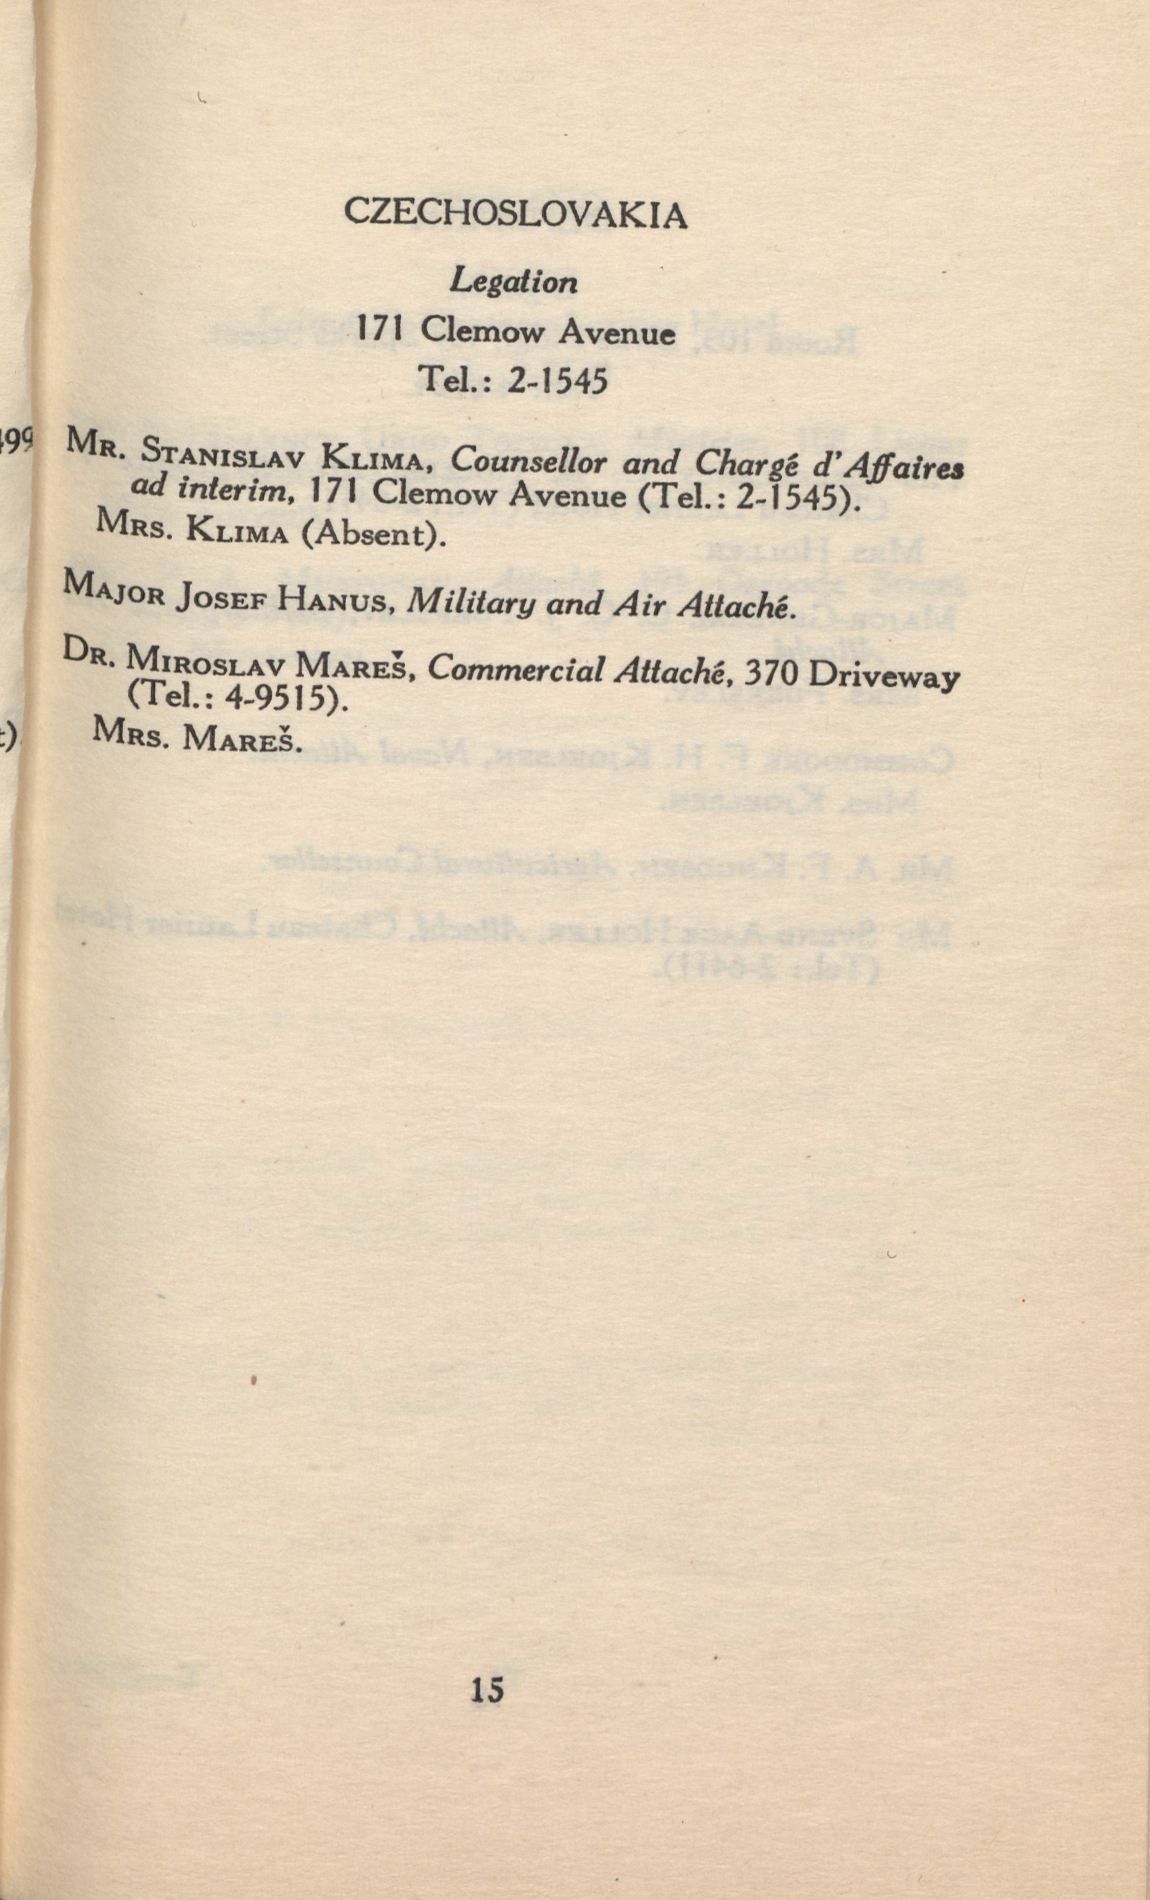 CZECHOSLOVAKIA
Legation
171 Clemow Avenue
Tel.: 2-1545
MR. STANISLAV KLIMA, Counsellor and Chargé d'Affaires
ad interim, 171 Clemow Avenue (Tel.: 2-1545).
MRS. KLIMA (Absent).
MAJOR JOSEF HANUS, Military and Air Attaché.
DR. MIROSLAV MAREŠ, Commercial Attaché, 370 Driveway
(Tel.: 4-9515).
MRS. MAREŠ.
15